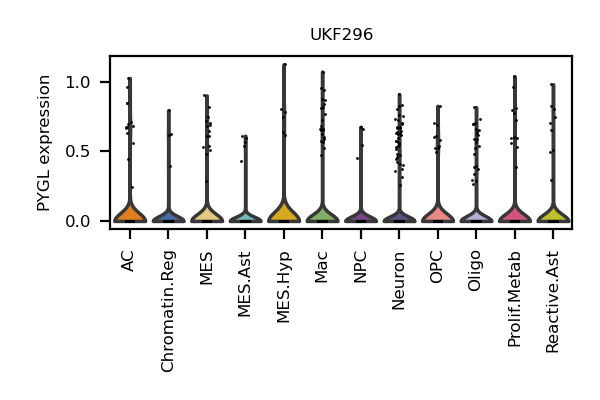 UKF296
PYGL expression
1.0
0.5
0.0
AC
Chromatin.Reg
MES
MES.Ast
MES.Hyp
Mac
NPC
Neuron
OPC
Oligo
Prolif.Metab
Reactive.Ast